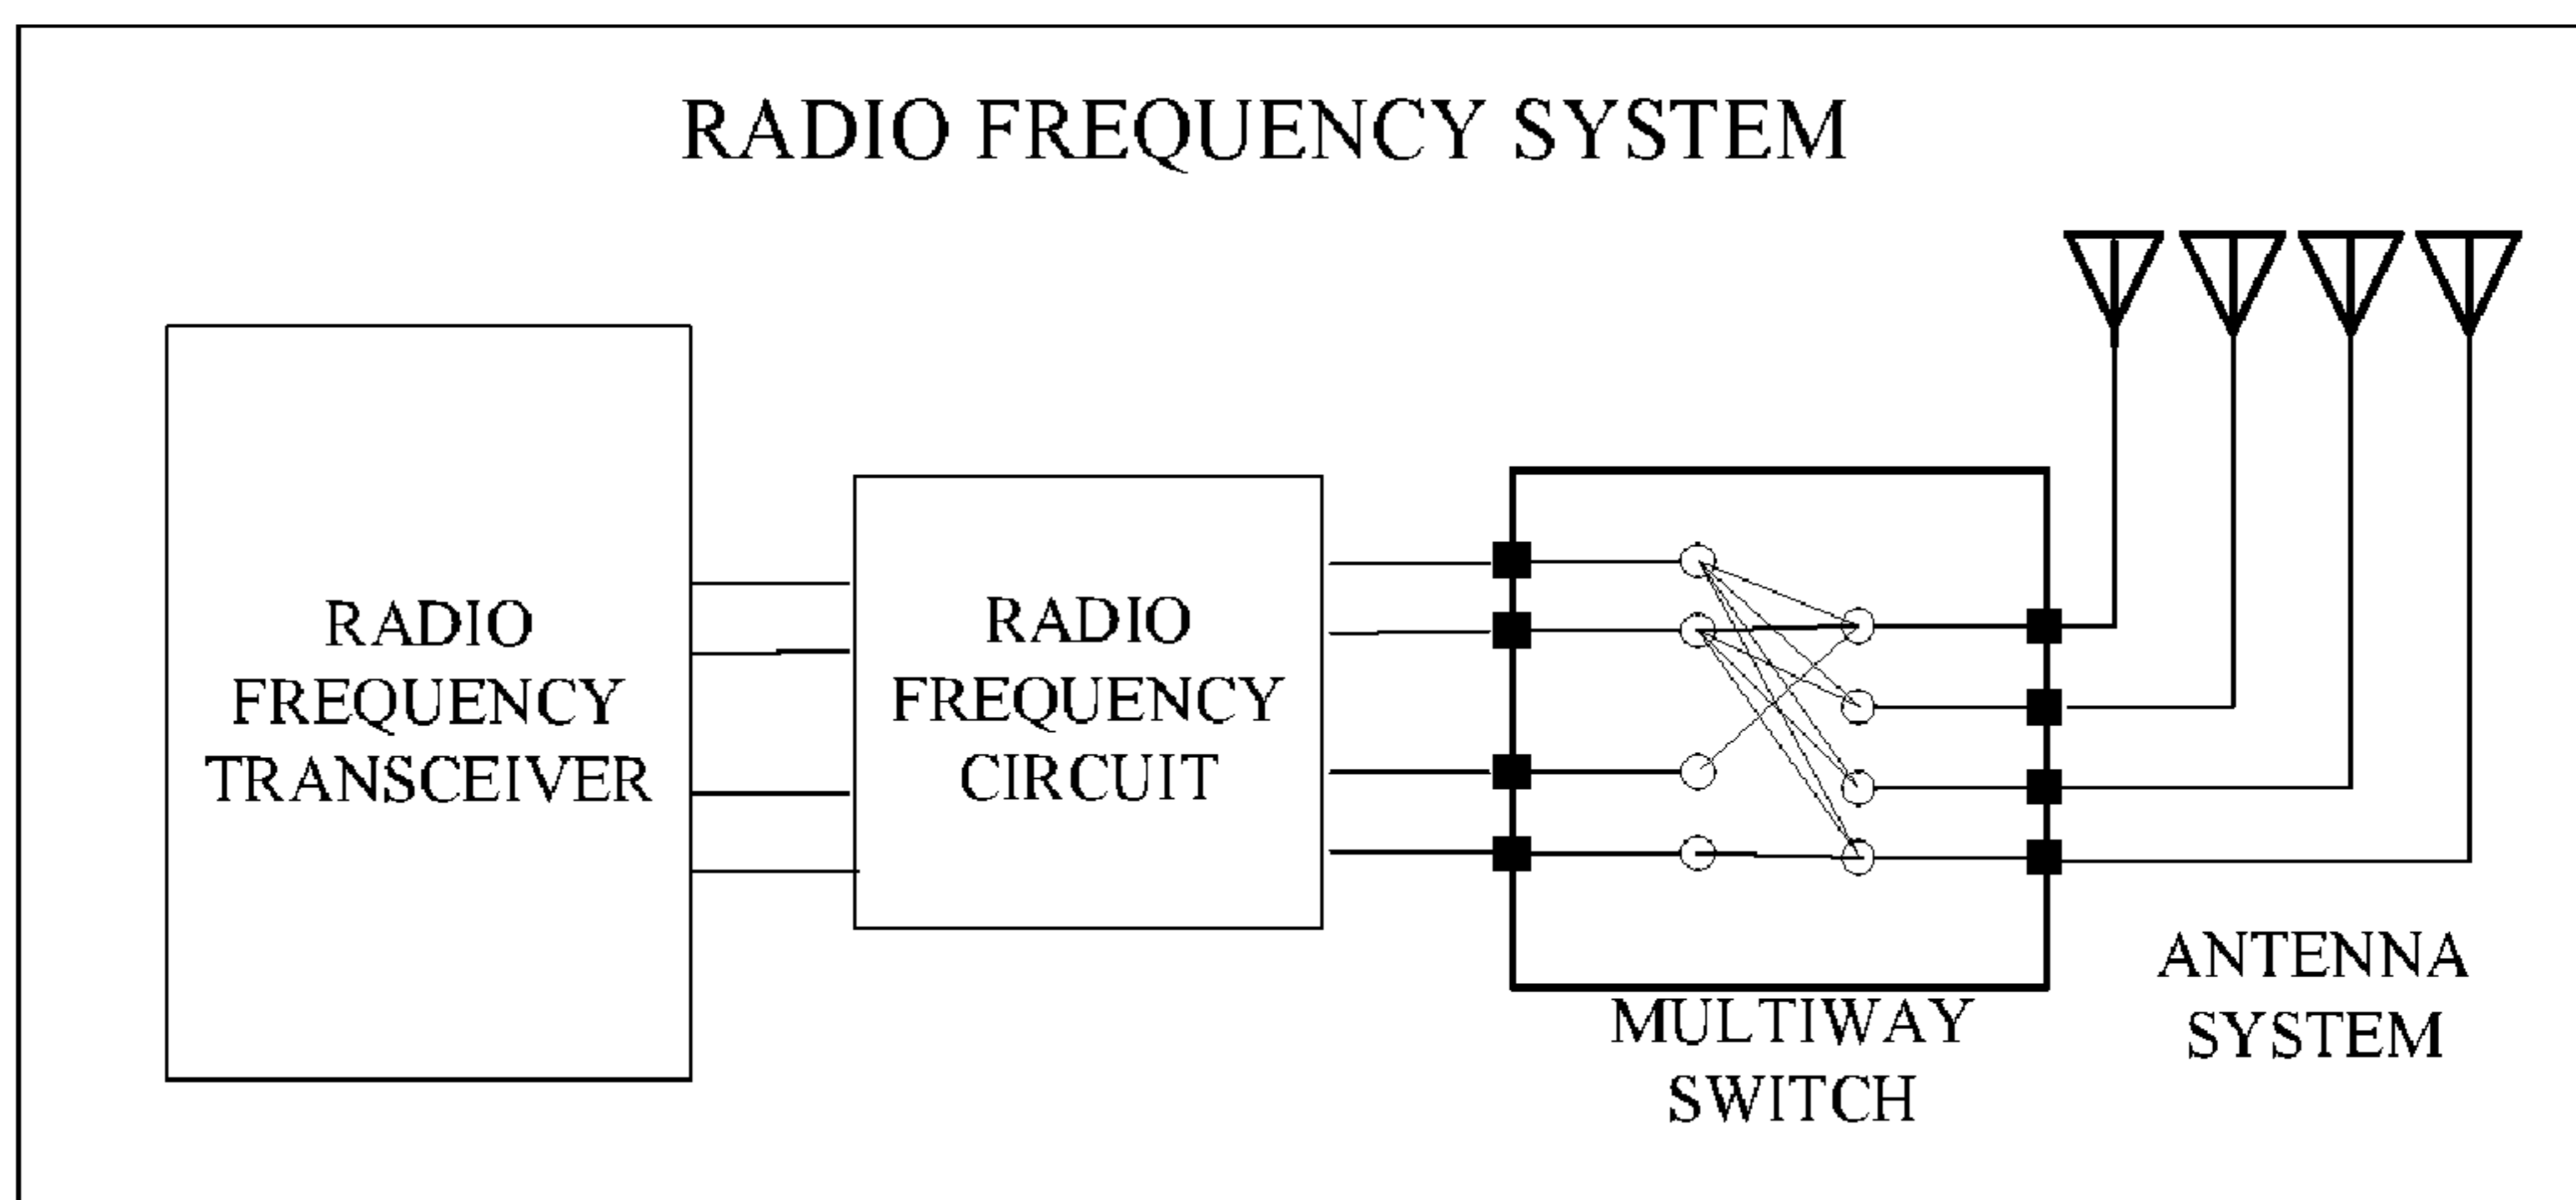 RADIO FREQUENCY SYSTEM
RADIO
FREQUENCY
TRANSCEIVER
RADIO
FREQUENCY
CIRCUIT
MULTIWAY
SWITCH
ANTENNA
SYSTEM